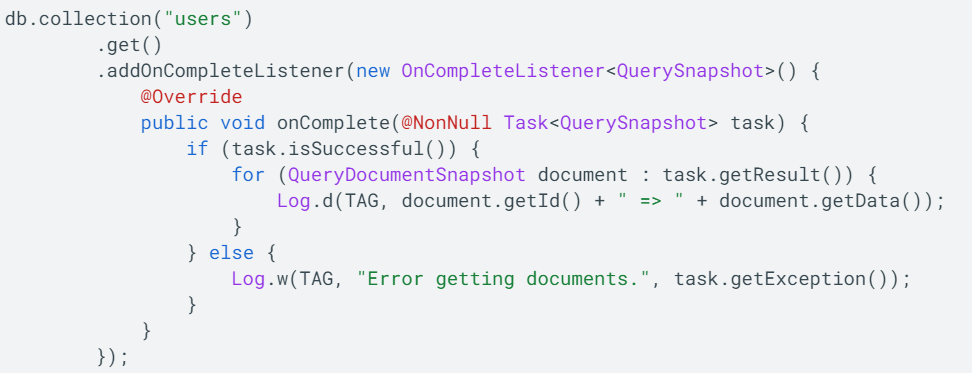 db.collection("users")
        .get()
        .addOnCompleteListener(new OnCompleteListener<QuerySnapshot>() {
            @Override
            public void onComplete(@NonNull Task<QuerySnapshot> task) {
                if (task.isSuccessful()) {
                    for (QueryDocumentSnapshot document : task.getResult()) {
                        Log.d(TAG, document.getId() + " => " + document.getData());
                    }
                } else {
                    Log.w(TAG, "Error getting documents.", task.getException());
                }
            }
        });